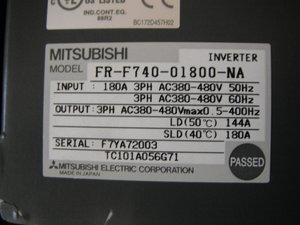 LISTED
IND.CONT.EQ.
88R2
BC172D457H02
MITSUBISHI INVERTER
MODEL FR-F740-01800-NA
INPUT : 180A 3PH AC380-480V 50Hz
3PH AC380-480V 60Hz
OUTPUT: 3PH AC380-480Vmax0.5-400Hz
LD(50℃) 144A
SLD(40℃) 180A
SERIAL: F7YA72003
TC101A056G71
PASSED
MITSUBISHI ELECTRIC CORPORATION
MADE IN JAPAN